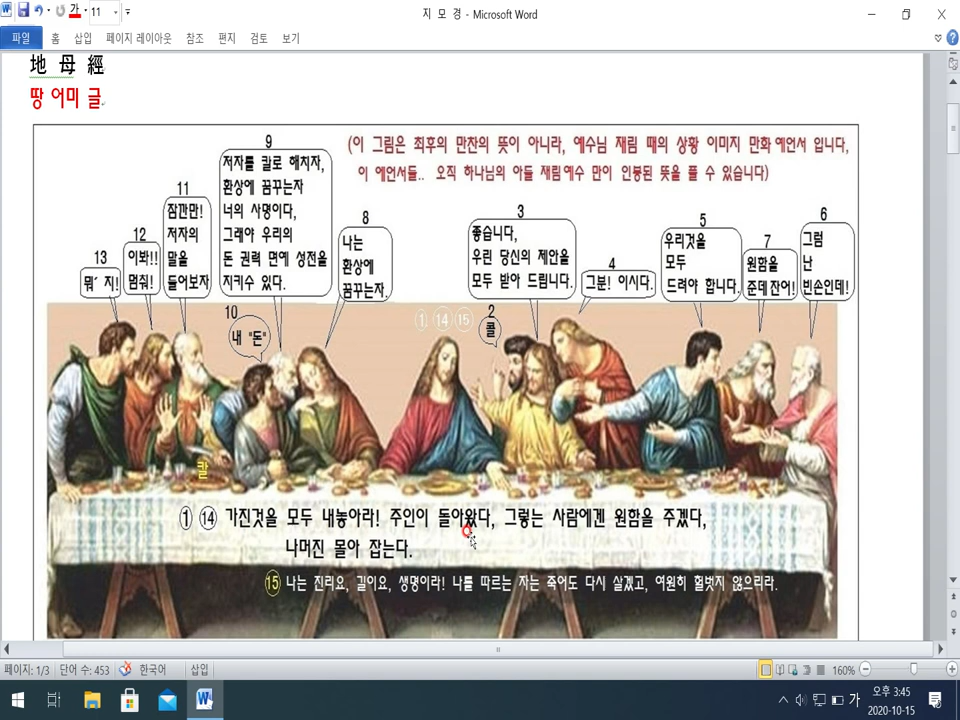 지 모 경 - Microsoft Word
가
11
파일 홈 삽입 페이지 레이아웃 참조 편지 검토 보기
地 母 經
땅 어미 글
(이 그림은 최후의 만찬의 뜻이 아니라, 예수님 재림 때의 상황 이미지 만화 예언서 입니다,
이 예언서들.. 오직 하나님의 아들 재림예수 만이 인봉된 뜻을 풀 수 있습니다)
13
뭐ˇ 지!
12
이봐!!
멈춰!
11
잠깐만!
저자의
말을
들어보자
9
저자를 칼로 해치자,
환상에 꿈꾸는자
너의 사명이다,
그래야 우리의
돈 권력 면예 성전을
지키수 있다.
10
내 "돈"
8
나는
환상에
꿈꾸는자.
1. 14 15
2
콜
3
좋습니다,
우린 당신의 제안을
모두 받아 드립니다.
4
그분! 이시다.
5
우리것을
모두
드려야 합니다.
7
원함을
준데잔어!
6
그럼
난
빈손인데!
칼
1 14 가진것을 모두 내놓아라! 주인이 돌아왔다, 그렇는 사람에겐 원함을 주겠다,
나머진 몰아 잡는다.
15 나는 진리요, 길이요, 생명이라! 나를 따르는 자는 죽어도 다시 살겠고, 여원히 헐벗지 않으리라.
페이지: 1/3 단어 수: 453 한국어 삽입 160%
가 오후 3:45
2020-10-15